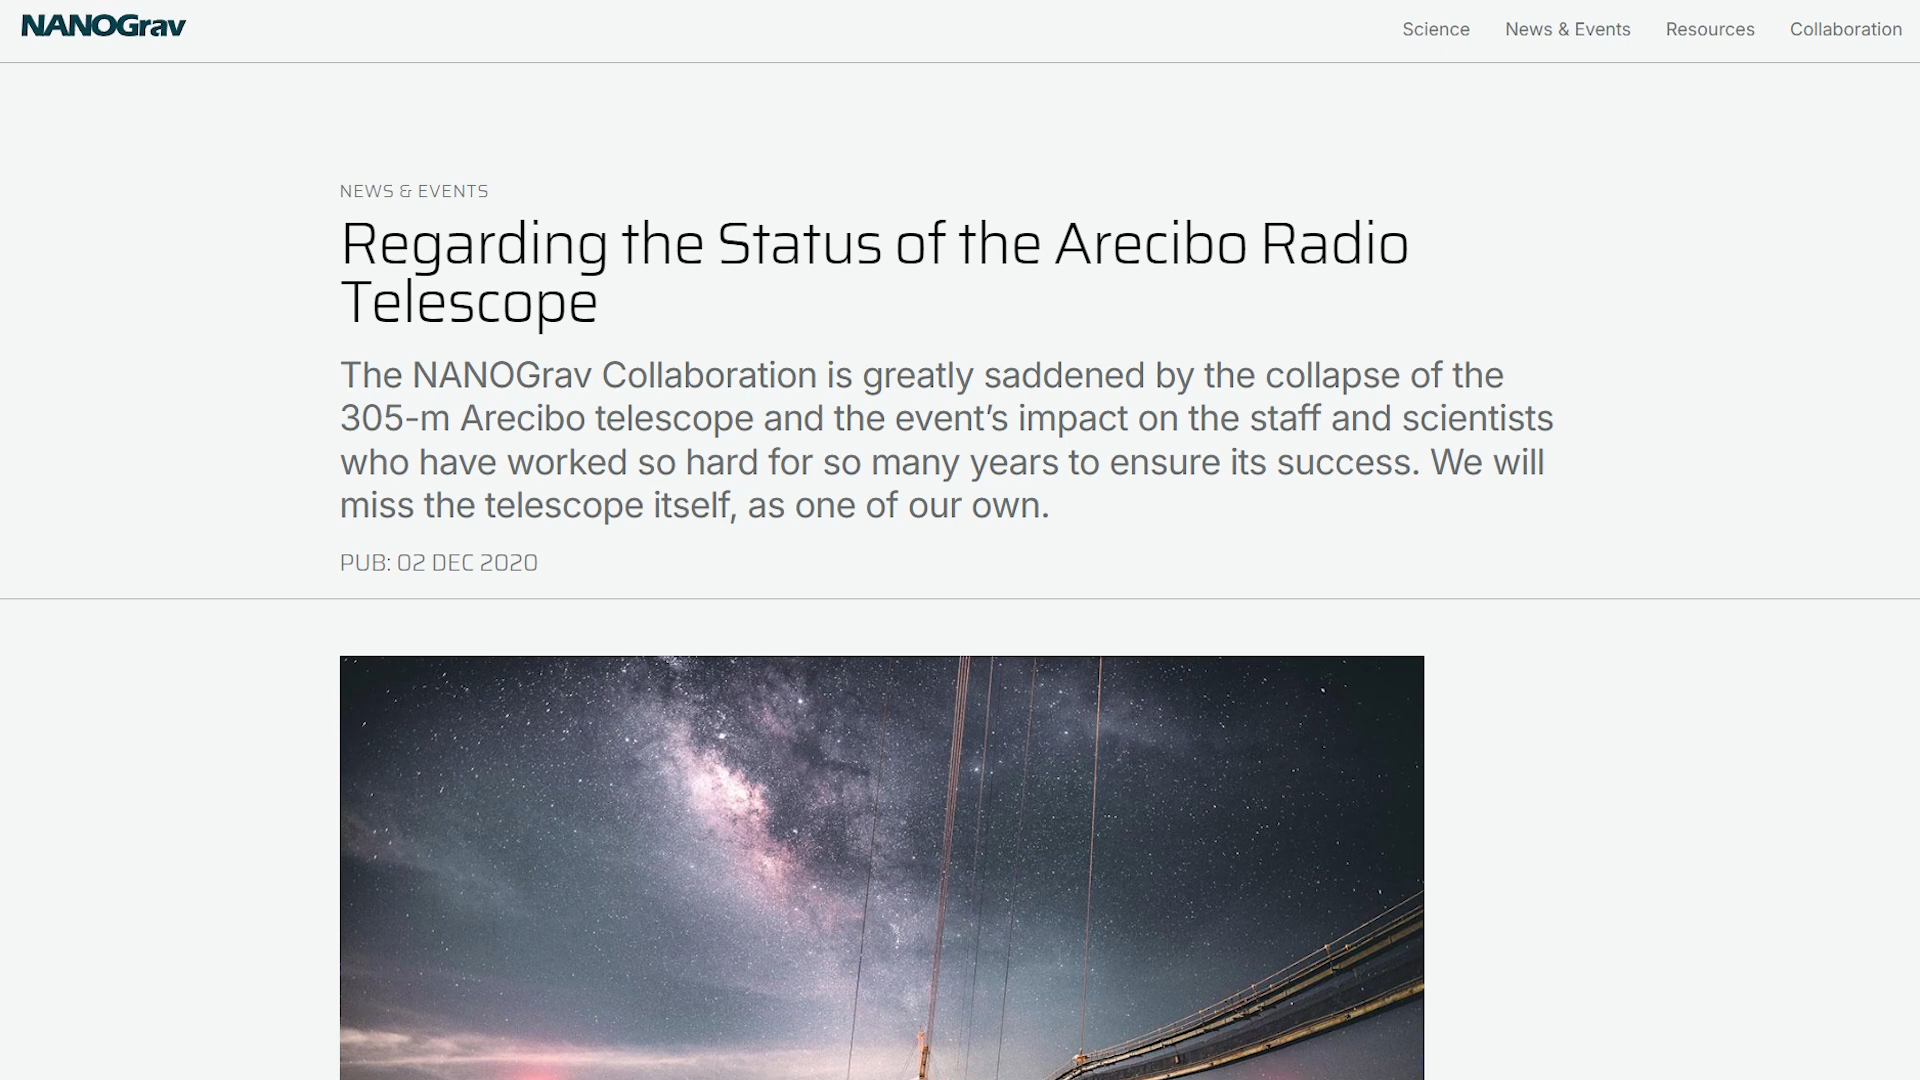 NANOGrav
Science
News & Events
Resources
Collaboration
NEWS & EVENTS
Regarding the Status of the Arecibo Radio
Telescope
The NANOGrav Collaboration is greatly saddened by the collapse of the
305-m Arecibo telescope and the event’s impact on the staff and scientists
who have worked so hard for so many years to ensure its success. We will
miss the telescope itself, as one of our own.
PUB: 02 DEC 2020